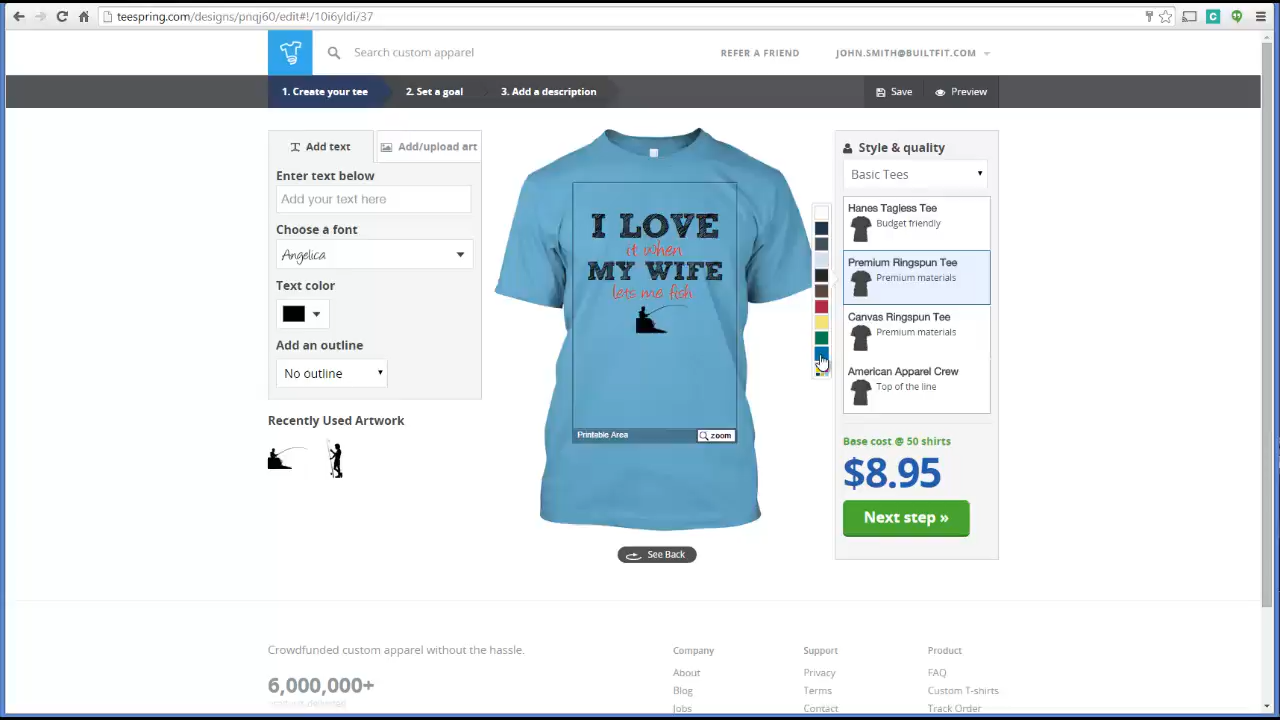 teespring.com/designs/pnqj60/edit#!/10i6yldi/37
Search custom apparel
REFER A FRIEND
JOHN.SMITH@BUILTFIT.COM
1. Create your tee
2. Set a goal
3. Add a description
Save
Preview
Add text
Add/upload art
Enter text below
Add your text here
Choose a font
Angelica
Text color
Add an outline
No outline
Recently Used Artwork
I LOVE
it when
MY WIFE
lets me fish
Printable Area
zoom
See Back
Style & quality
Basic Tees
Hanes Tagless Tee
Budget friendly
Premium Ringspun Tee
Premium materials
Canvas Ringspun Tee
Premium materials
American Apparel Crew
Top of the line
Base cost @ 50 shirts
$8.95
Next step »
Crowdfunded custom apparel without the hassle.
6,000,000+
Company
About
Blog
Jobs
Support
Privacy
Terms
Contact
Product
FAQ
Custom T-shirts
Track Order